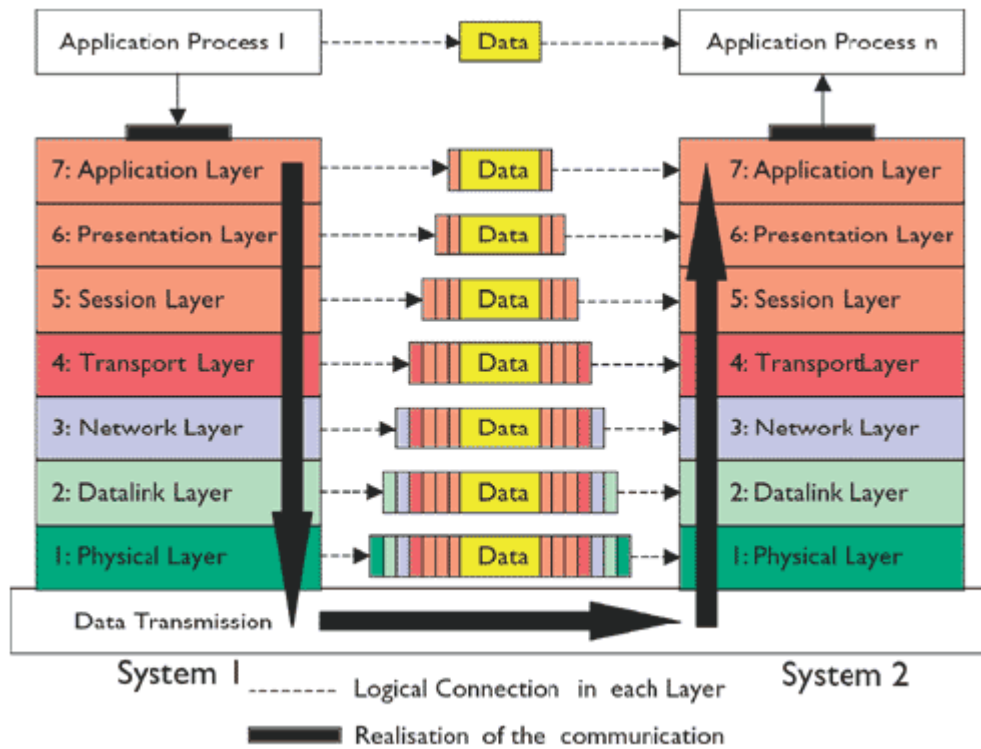 Application Process 1
Data
Application Process n
7: Application Layer
Data
7: Application Layer
6: Presentation Layer
Data
6: Presentation Layer
5: Session Layer
Data
5: Session Layer
4: Transport Layer
Data
4: TransportLayer
3: Network Layer
Data
3: Network Layer
2: Datalink Layer
Data
2: Datalink Layer
1: Physical Layer
Data
1: Physical Layer
Data Transmission
System 1
System 2
Logical Connection in each Layer
Realisation of the communication